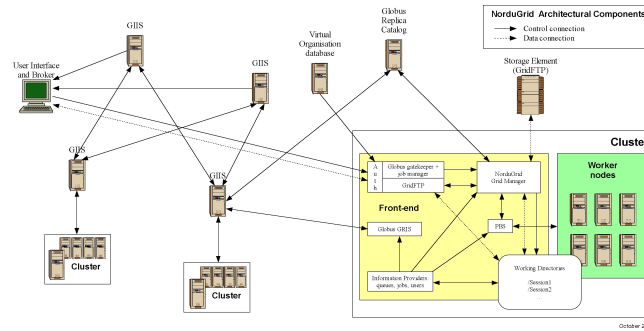 NorduGrid Architectural Components
Control connection
Data connection
GIIS
Globus
Replica
Catalog
Virtual
Organisation
database
User Interface
and Broker
GIIS
Storage Element
(GridFTP)
Cluste
GIIS
GIIS
A
u
t
h
Globus gatekeeper +
job manager
GridFTP
NorduGrid
Grid Manager
Worker
nodes
Front-end
Globus GRIS
PBS
Cluster
Cluster
Information Providers
queues, jobs, users
Working Directories
/Session1
/Session2
...
October